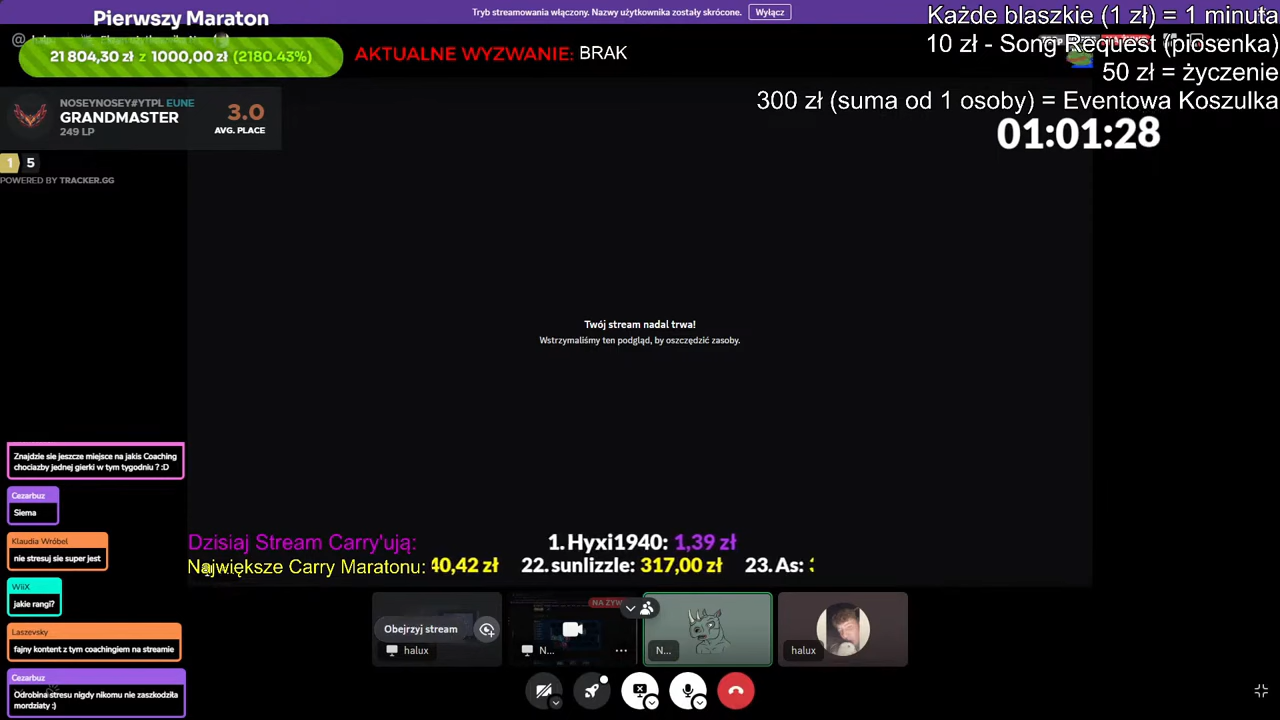 Pierwszy Maraton
Tryb streamowania włączony. Nazwy użytkownika zostały skrócone.
Wyłącz
21 804,30 zł z 1000,00 zł (2180.43%)
AKTUALNE WYZWANIE: BRAK
Każde blaszkie (1 zł) = 1 minuta
10 zł - Song Request (piosenka)
50 zł = życzenie
300 zł (suma od 1 osoby) = Eventowa Koszulka
01:01:28
NOSEYNOSEY#YTPL EUNE
GRANDMASTER
249 LP
3.0
AVG. PLACE
1 5
POWERED BY TRACKER.GG
Twój stream nadal trwa!
Wstrzymaliśmy ten podgląd, by oszczędzić zasoby.
Znajdzie sie jeszcze miejsce na jakis Coaching
chociazby jednej gierki w tym tygodniu ? :D
Cezarbuz
Siema
Klaudia Wróbel
nie stresuj sie super jest
WiiX
jakie rangi?
Laszevsky
fajny kontent z tym coachingiem na streamie
Cezarbuz
Odrobina stresu nigdy nikomu nie zaszkodziła
mordziaty :)
Dzisiaj Stream Carry'ują: 1.Hyxi1940: 1,39 zł
Największe Carry Maratonu: 40,42 zł 22.sunlizzle: 317,00 zł 23.As:
Obejrzyj stream
halux
NA ŻYW
N...
N...
halux